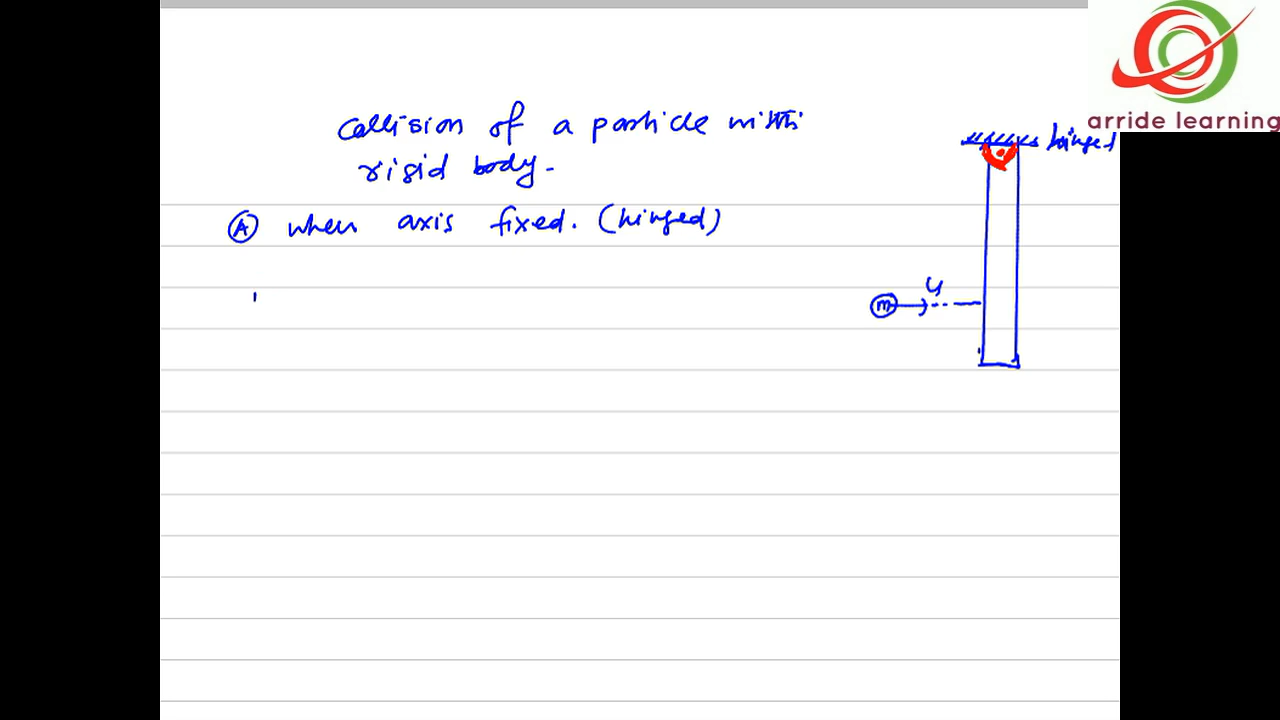 arride learning
Collision of a particle with
rigid body.
hinged
(A) when axis fixed. (hinged)
u
m